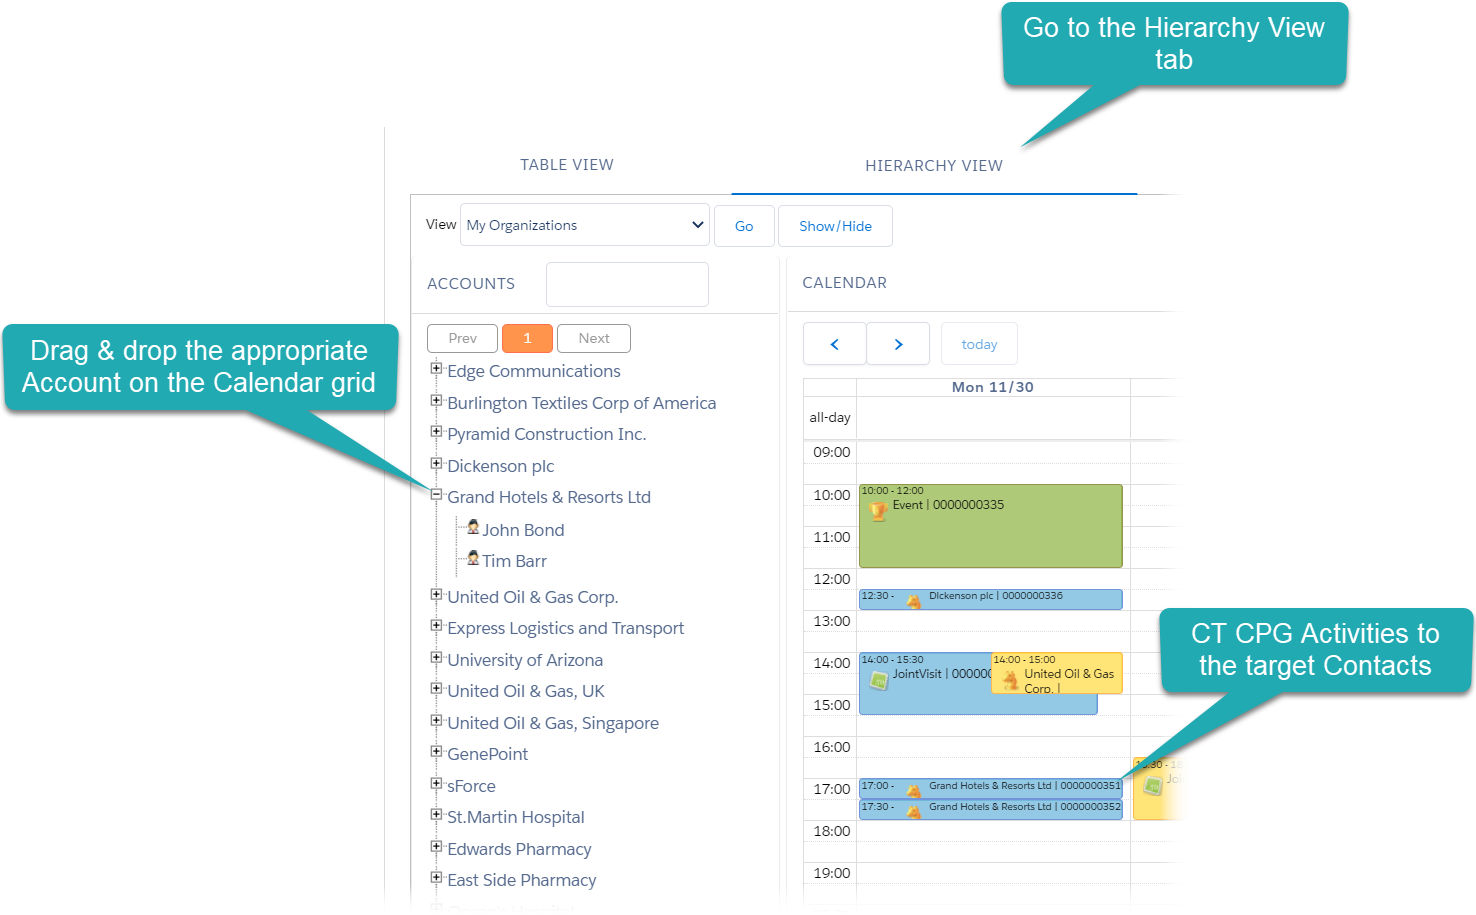 Go to the Hierarchy View
tab
TABLE VIEW
HIERARCHY VIEW
View
My Organizations
Go
Show/Hide
ACCOUNTS
CALENDAR
Drag & drop the appropriate
Account on the Calendar grid
Prev
1
Next
today
Edge Communications
Burlington Textiles Corp of America
Pyramid Construction Inc.
Dickenson plc
Grand Hotels & Resorts Ltd
John Bond
Tim Barr
United Oil & Gas Corp.
Express Logistics and Transport
University of Arizona
United Oil & Gas, UK
United Oil & Gas, Singapore
GenePoint
sForce
St.Martin Hospital
Edwards Pharmacy
East Side Pharmacy
Mon 11/30
all-day
09:00
10:00
10:00 - 12:00
Event | 0000000335
11:00
12:00
12:30 -
Dickenson plc | 0000000336
13:00
14:00
14:00 - 15:30
JointVisit | 000000
14:00 - 15:00
United Oil & Gas
Corp. |
15:00
16:00
17:00
17:00 -
Grand Hotels & Resorts Ltd | 0000000351
17:30 -
Grand Hotels & Resorts Ltd | 0000000352
18:00
19:00
CT CPG Activities to
the target Contacts